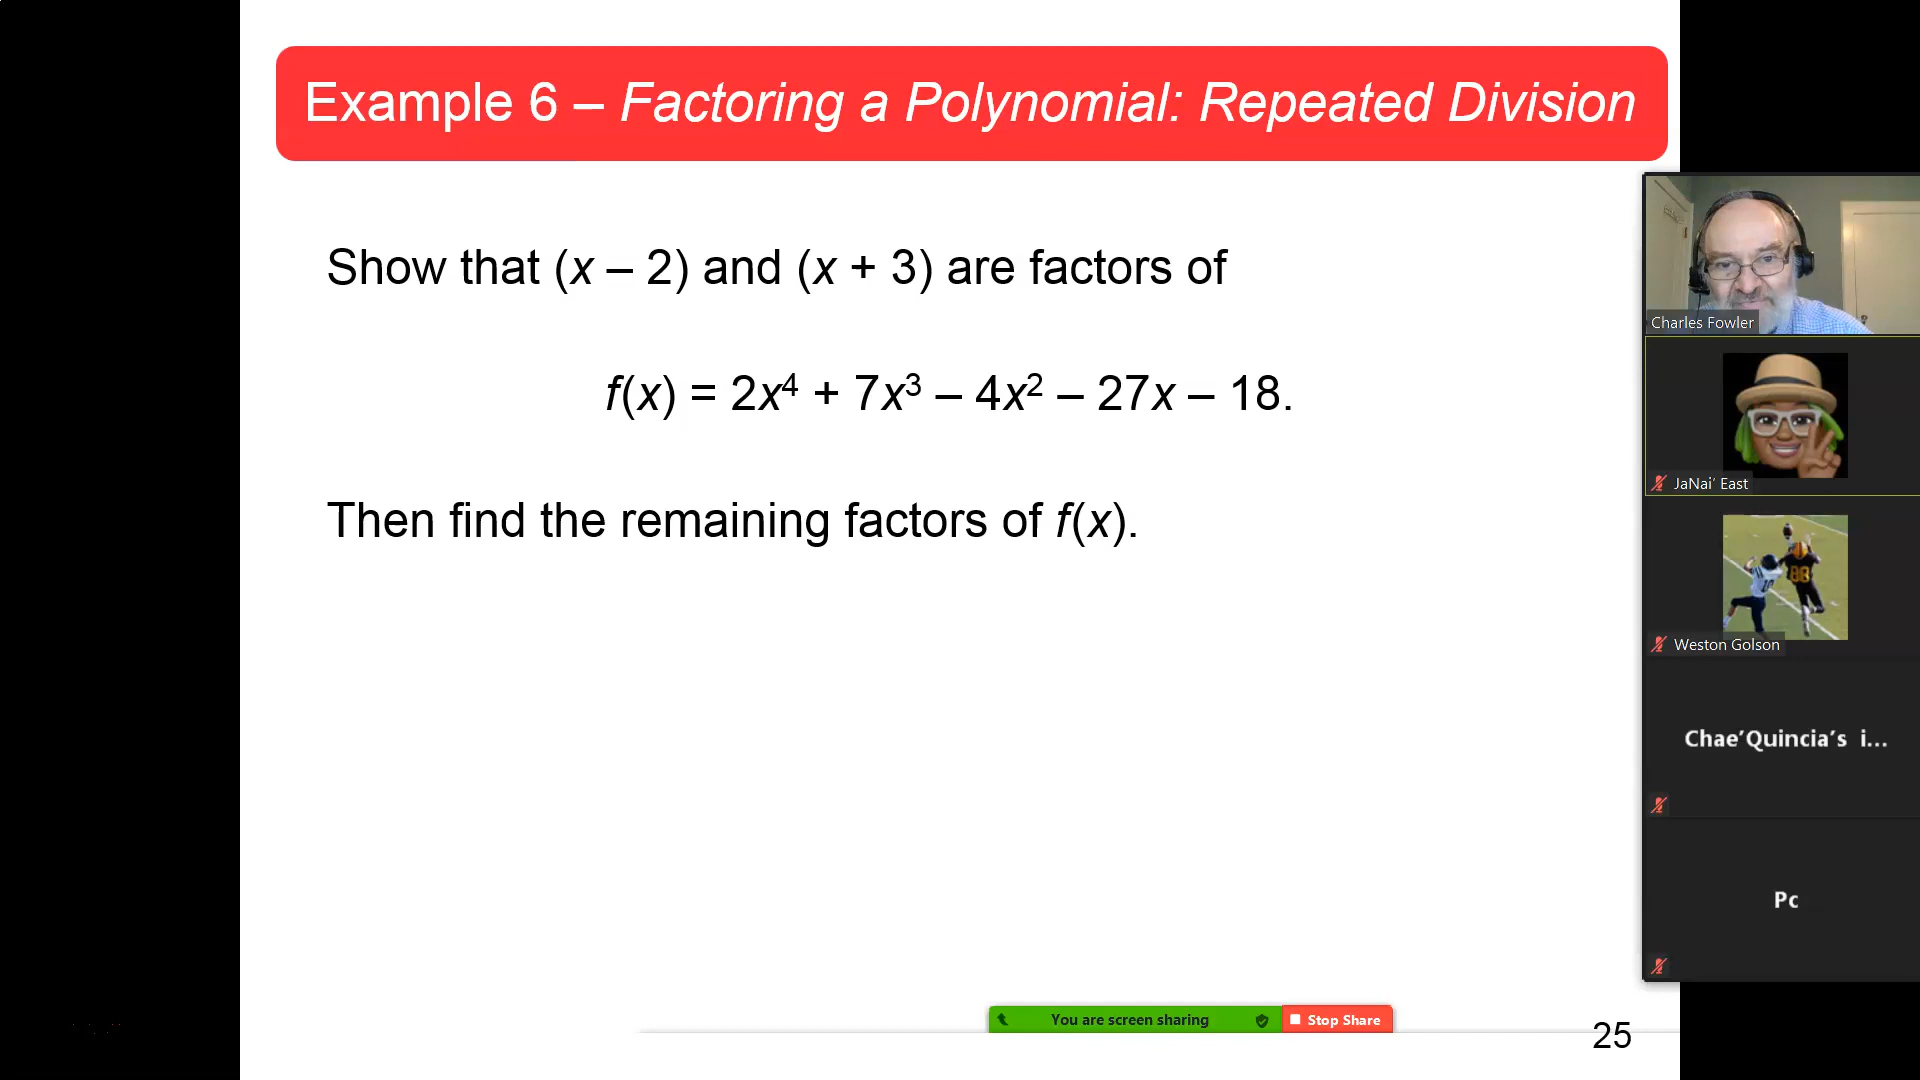 Example 6 – Factoring a Polynomial: Repeated Division
Show that (x – 2) and (x + 3) are factors of
f(x) = 2x⁴ + 7x³ – 4x² – 27x – 18.
Then find the remaining factors of f(x).
Charles Fowler
JaNai’ East
88
Weston Golson
Chae’Quincia’s i...
Pc
You are screen sharing
Stop Share
25